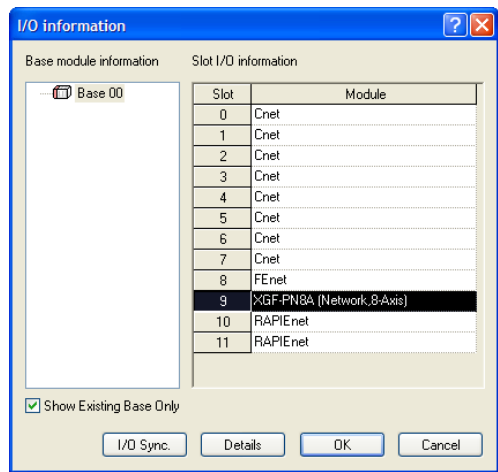 I/O information
Base module information
Slot I/O information
Base 00
Slot Module
0 Cnet
1 Cnet
2 Cnet
3 Cnet
4 Cnet
5 Cnet
6 Cnet
7 Cnet
8 FEnet
9 XGF-PN8A (Network,8-Axis)
10 RAPIEnet
11 RAPIEnet
Show Existing Base Only
I/O Sync. Details OK Cancel